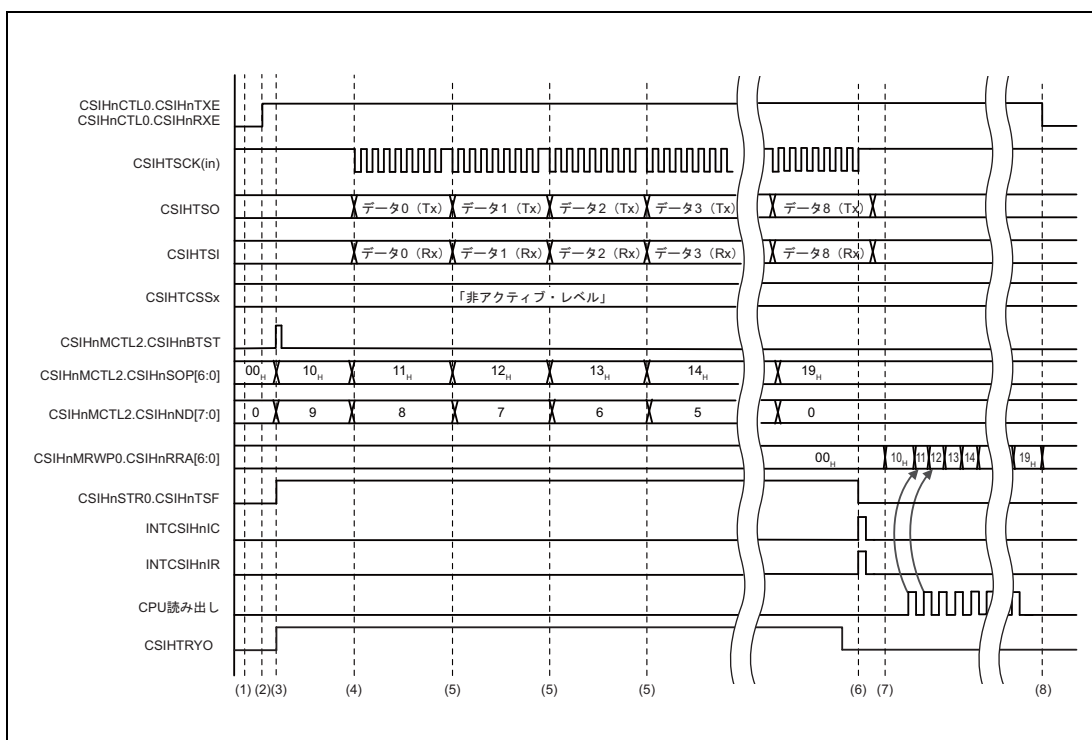 CSIHnCTL0.CSIHnTXE
CSIHnCTL0.CSIHnRXE
CSIHTSCK(in)
CSIHTSO データ0（Tx） データ1（Tx） データ2（Tx） データ3（Tx） データ8（Tx）
CSIHTSI データ0（Rx） データ1（Rx） データ2（Rx） データ3（Rx） データ8（Rx）
CSIHTCSSx 「非アクティブ・レベル」
CSIHnMCTL2.CSIHnBTST
CSIHnMCTL2.CSIHnSOP[6:0] 00H 10H 11H 12H 13H 14H 19H
CSIHnMCTL2.CSIHnND[7:0] 0 9 8 7 6 5 0
CSIHnMRWP0.CSIHnRRA[6:0] 00H 10H 11 12 13 14 19H
CSIHnSTR0.CSIHnTSF
INTCSIHnIC
INTCSIHnIR
CPU読み出し
CSIHTRYO
(1) (2)(3) (4) (5) (5) (5) (6) (7) (8)